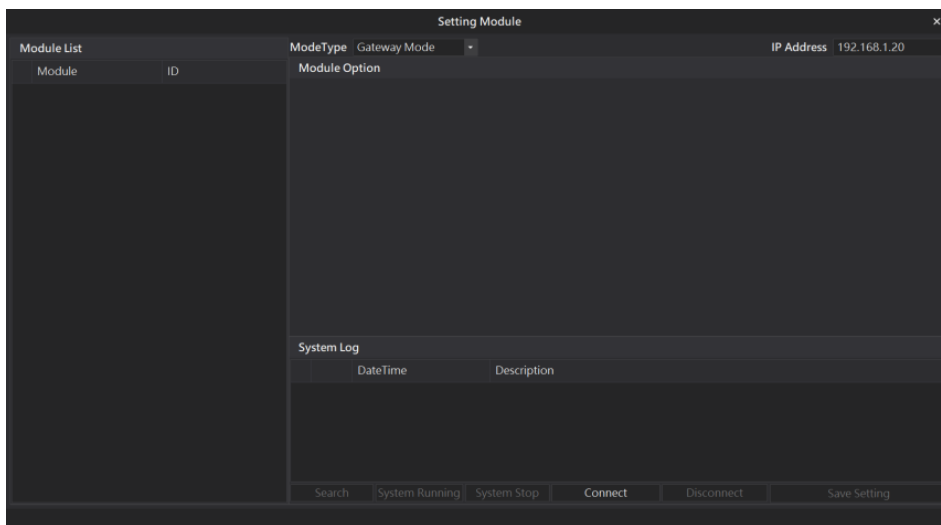 Setting Module ×
Module List
Module ID
ModeType Gateway Mode
IP Address 192.168.1.20
Module Option
System Log
DateTime Description
Search System Running System Stop Connect Disconnect Save Setting